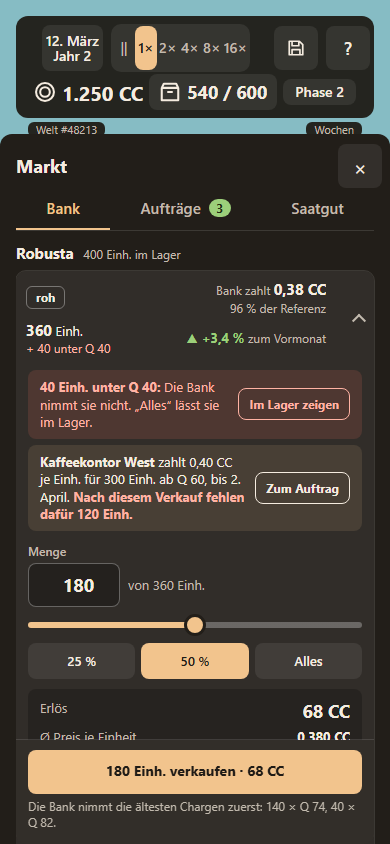 12. März
Jahr 2
|| 1× 2× 4× 8× 16×
?
1.250 CC
540 / 600
Phase 2
Welt #48213
Wochen
Markt
×
Bank
Aufträge 3
Saatgut
Robusta 400 Einh. im Lager
roh
Bank zahlt 0,38 CC
96 % der Referenz
360 Einh.
+ 40 unter Q 40
▲ +3,4 % zum Vormonat
40 Einh. unter Q 40: Die Bank
nimmt sie nicht. „Alles“ lässt sie
im Lager.
Im Lager zeigen
Kaffeekontor West zahlt 0,40 CC
je Einh. für 300 Einh. ab Q 60, bis 2.
April. Nach diesem Verkauf fehlen
dafür 120 Einh.
Zum Auftrag
Menge
180 von 360 Einh.
25 %
50 %
Alles
Erlös 68 CC
Ø Preis je Einheit 0,380 CC
180 Einh. verkaufen · 68 CC
Die Bank nimmt die ältesten Chargen zuerst: 140 × Q 74, 40 ×
Q 82.